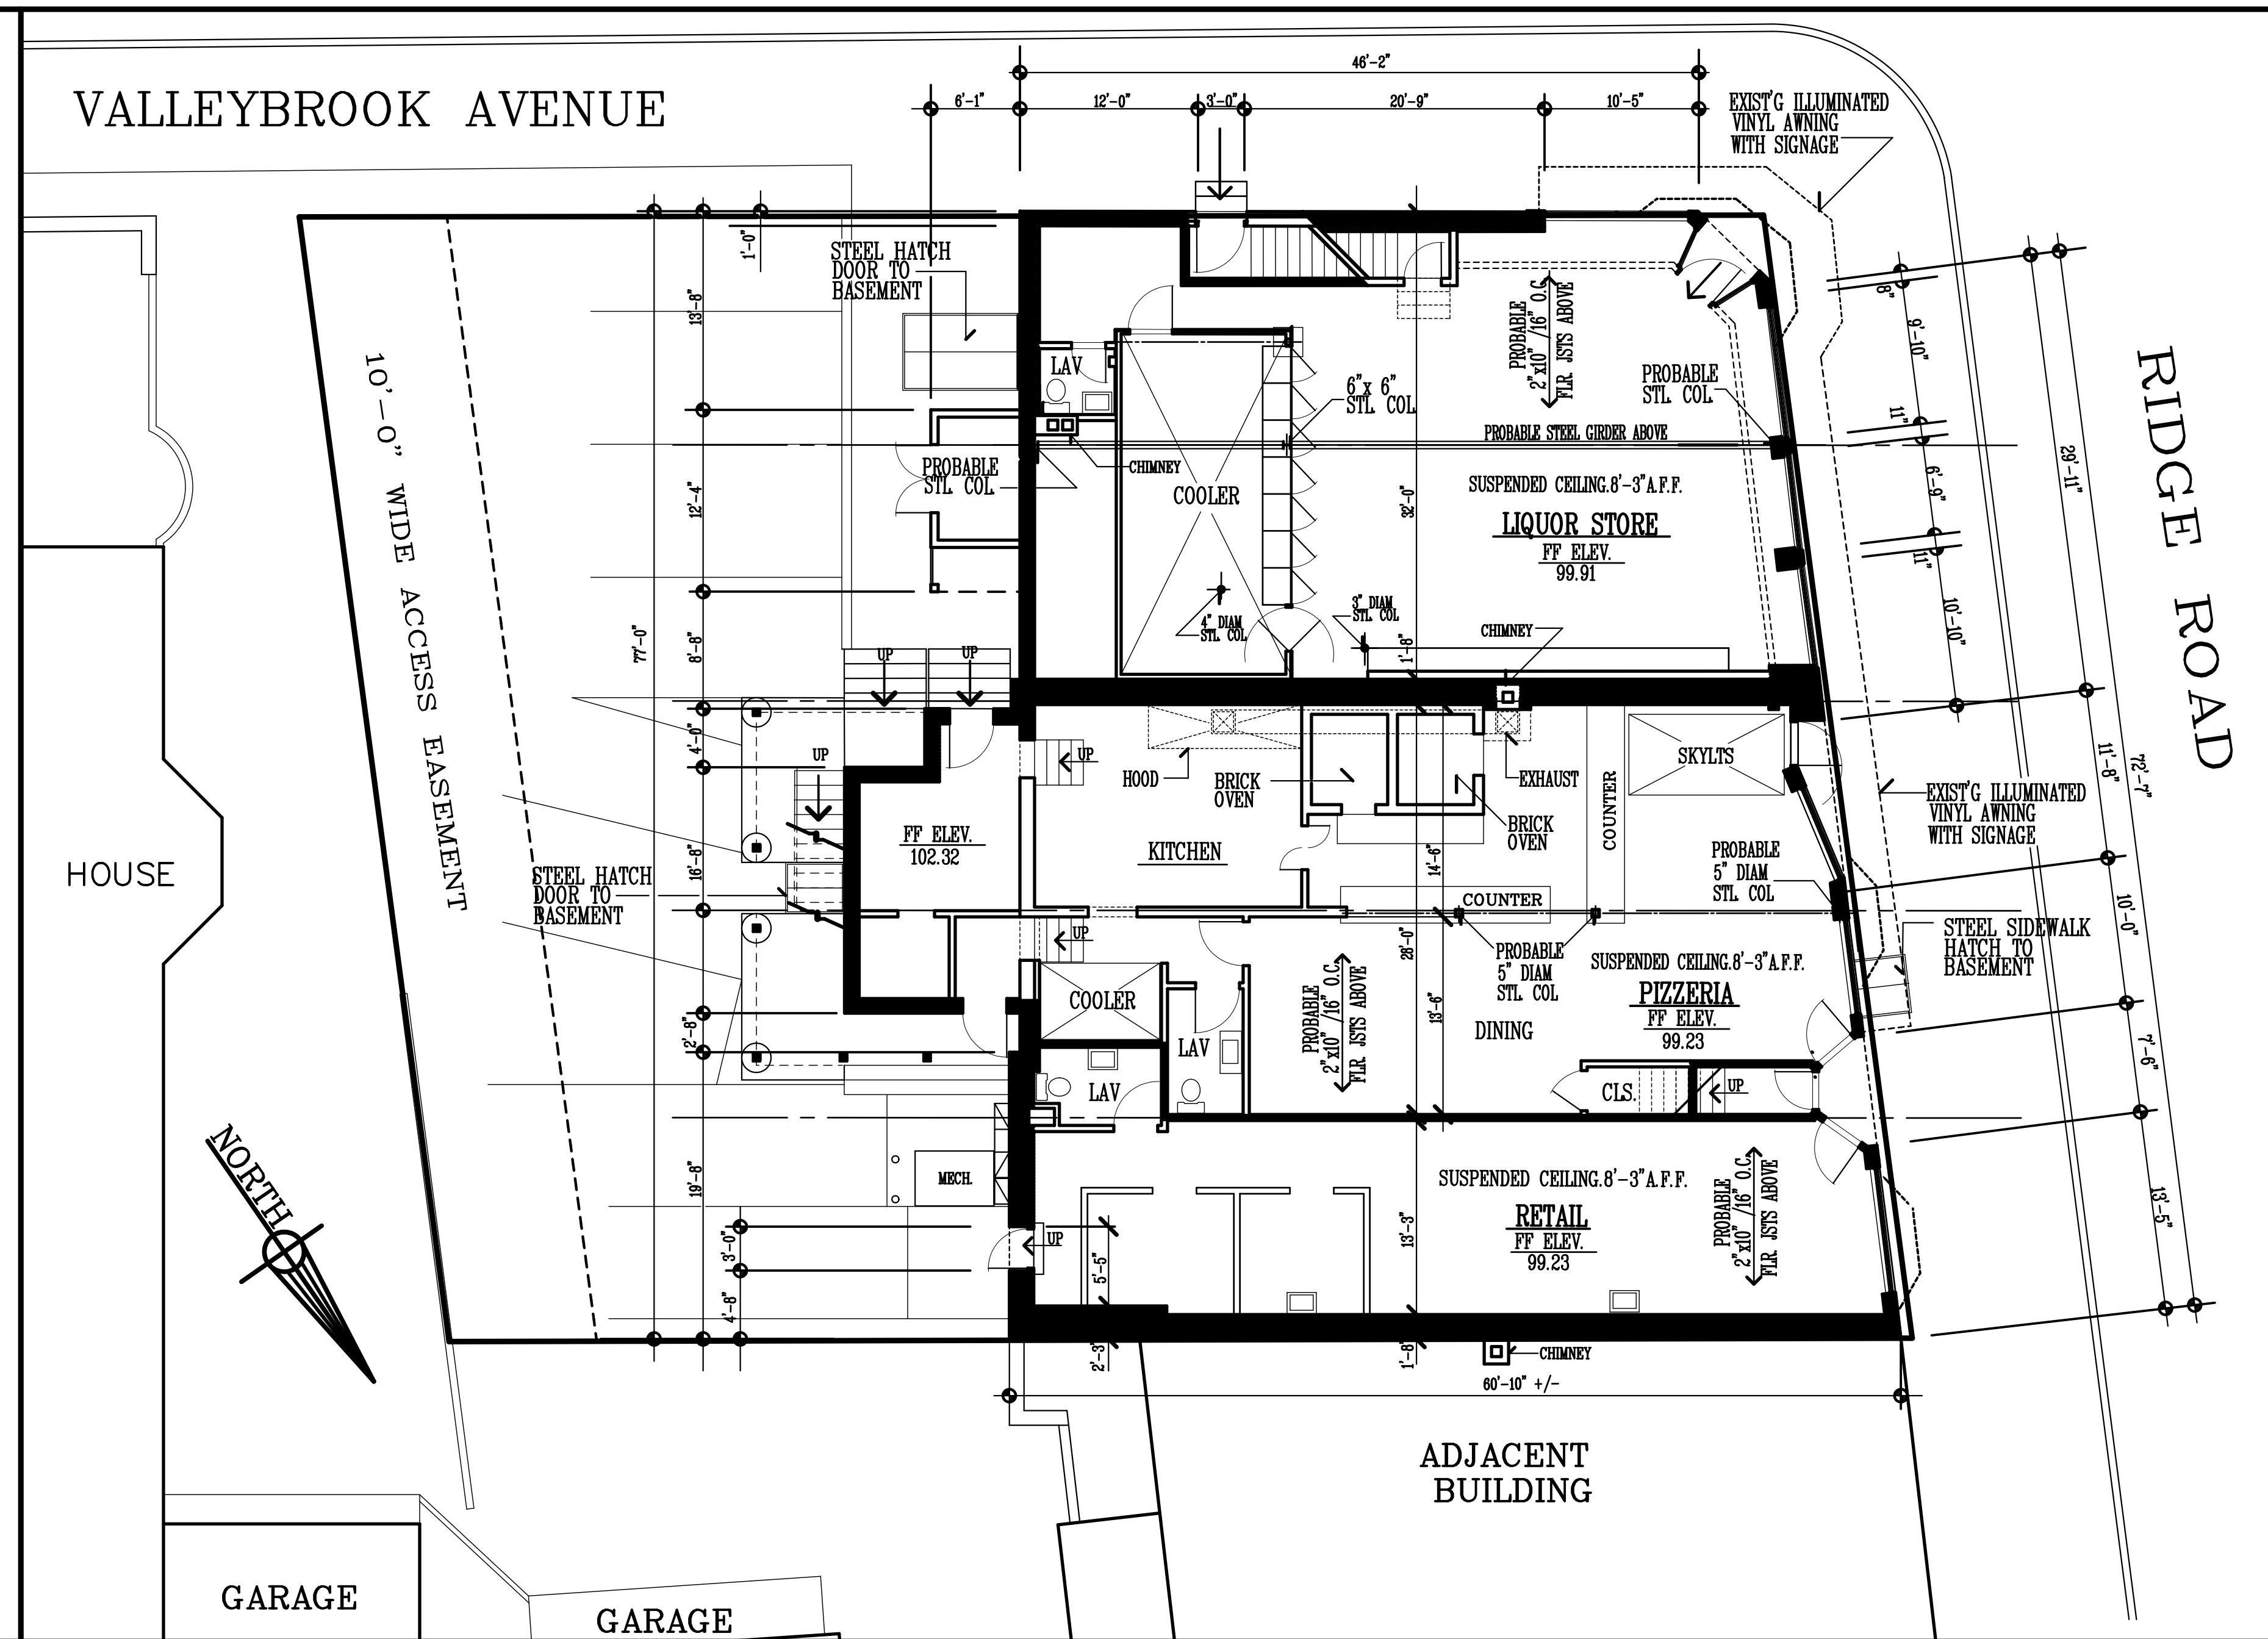 VALLEYBROOK AVENUE
46'-2"
6'-1"
12'-0"
3'-0"
20'-9"
10'-5"
EXIST'G ILLUMINATED
VINYL AWNING
WITH SIGNAGE
1'-0"
STEEL HATCH
DOOR TO
BASEMENT
13'-8"
12'-4"
77'-0"
8'-8"
4'-0"
16'-8"
2'-8"
19'-8"
3'-0"
4'-8"
10'-0" WIDE ACCESS EASEMENT
LAV
PROBABLE
STL. COL.
CHIMNEY
COOLER
4" DIAM
STL. COL
6"x 6"
STL. COL
3" DIAM
STL. COL
PROBABLE
2"x10" /16" O.C
FLR. JSTS ABOVE
PROBABLE
STL. COL.
PROBABLE STEEL GIRDER ABOVE
SUSPENDED CEILING.8'-3"A.F.F.
LIQUOR STORE
FF ELEV.
99.91
32'-0"
1'-8"
CHIMNEY
8"
9'-10"
11"
6'-9"
11"
10'-10"
29'-11"
72'-7"
11'-8"
10'-0"
7'-6"
13'-5"
RIDGE ROAD
UP
UP
UP
UP
HOOD
BRICK
OVEN
EXHAUST
BRICK
OVEN
COUNTER
SKYLTS
EXIST'G ILLUMINATED
VINYL AWNING
WITH SIGNAGE
HOUSE
FF ELEV.
102.32
KITCHEN
14'-6"
PROBABLE
5" DIAM
STL. COL
STEEL HATCH
DOOR TO
BASEMENT
COUNTER
UP
28'-0"
PROBABLE
5" DIAM
STL. COL
STEEL SIDEWALK
HATCH TO
BASEMENT
SUSPENDED CEILING.8'-3"A.F.F.
PIZZERIA
FF ELEV.
99.23
COOLER
LAV
LAV
PROBABLE
2"x10" /16" O.C.
FLR. JSTS ABOVE
13'-6"
DINING
CLS.
UP
NORTH
MECH.
SUSPENDED CEILING.8'-3"A.F.F.
RETAIL
FF ELEV.
99.23
PROBABLE
2"x10" /16" O.C.
FLR. JSTS ABOVE
UP
5'-5"
13'-3"
2'-3"
1'-8"
CHIMNEY
60'-10" +/-
ADJACENT
BUILDING
GARAGE
GARAGE